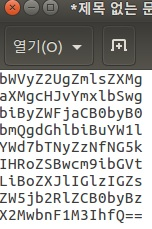 *제목 없는 문
열기(O)
bWVyZ2UgZmlsZXMg
aXMgcHJvYmxlbSwg
biByZWFjaCB0byB0
bmQgdGhlbiBuYW1l
YWd7bTNyZzNfNG5k
IHRoZSBwcm9ibGVt
LiBoZXJlIGlzIGZs
ZW5jb2RlZCB0byBz
X2MwbnF1M3IhfQ==